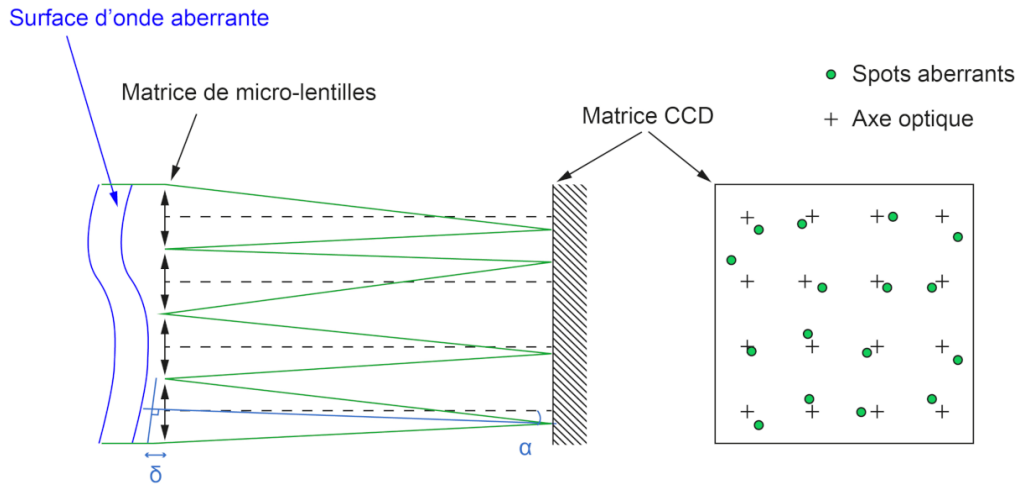 Surface d’onde aberrante
Matrice de micro-lentilles
Matrice CCD
Spots aberrants
Axe optique
α
δ